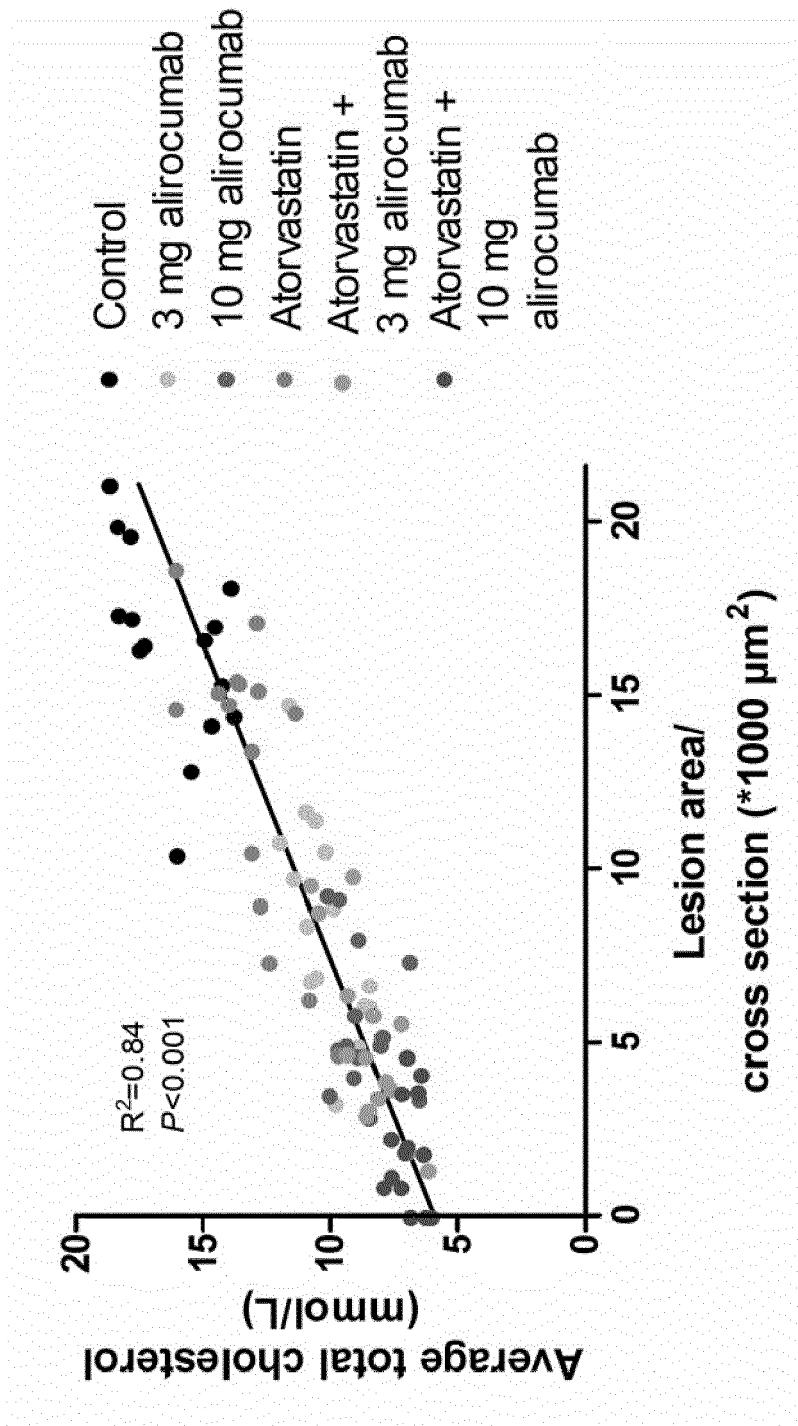 R²=0.84
P<0.001
Average total cholesterol
(mmol/L)
20
15
10
5
0
0
5
10
15
20
Lesion area/
cross section (*1000 µm²)
Control
3 mg alirocumab
10 mg alirocumab
Atorvastatin
Atorvastatin +
3 mg alirocumab
Atorvastatin +
10 mg
alirocumab